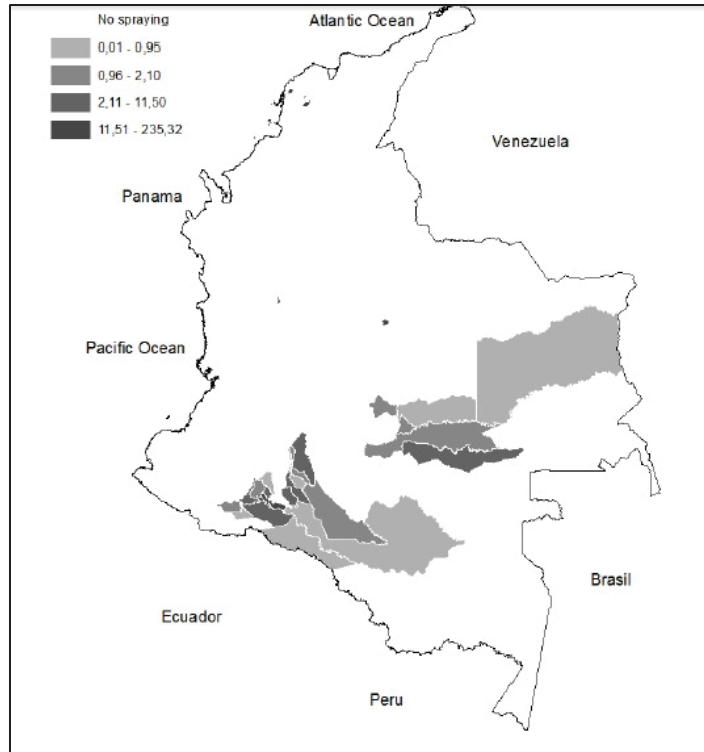 No spraying
Atlantic Ocean
0,01 - 0,95
0,96 - 2,10
2,11 - 11,50
11,51 - 235,32
Venezuela
Panama
Pacific Ocean
Brasil
Ecuador
Peru